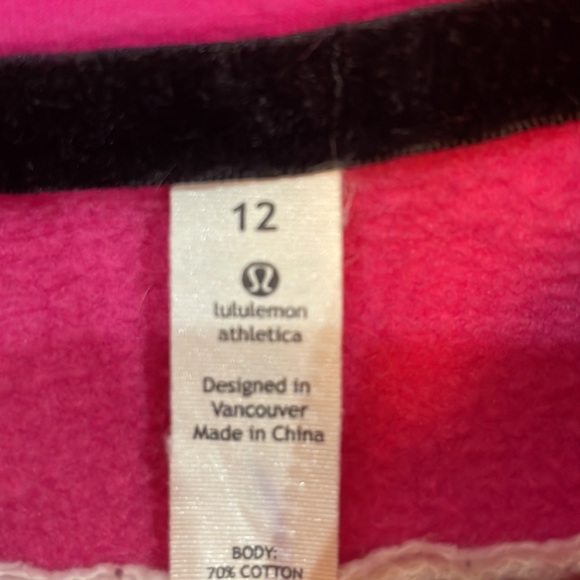 12
lululemon
athletica
Designed in
Vancouver
Made in China
BODY:
70% COTTON